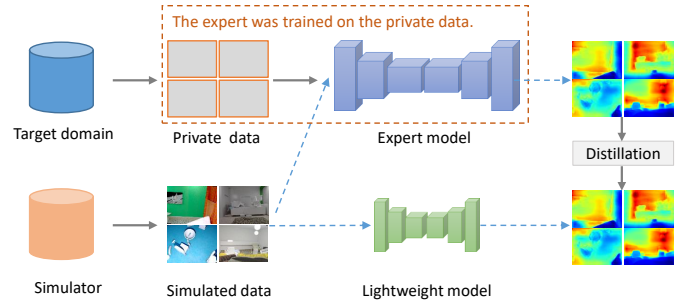 The expert was trained on the private data.
Target domain
Private data
Expert model
Distillation
Simulator
Simulated data
Lightweight model